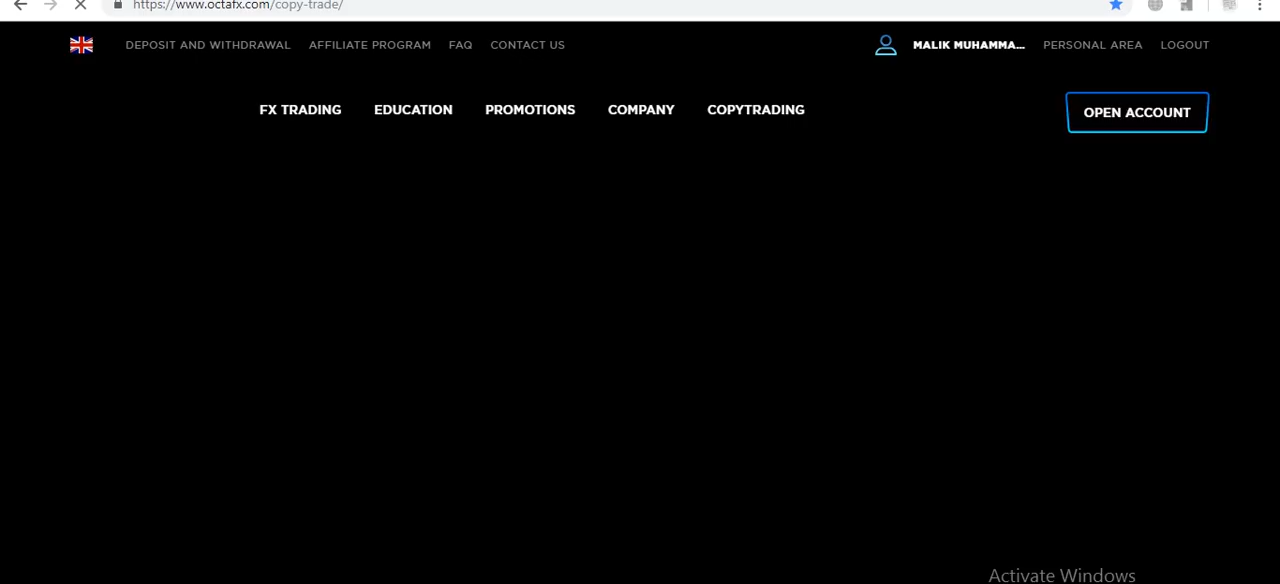 https://www.octafx.com/copy-trade/
DEPOSIT AND WITHDRAWAL AFFILIATE PROGRAM FAQ CONTACT US MALIK MUHAMMA... PERSONAL AREA LOGOUT
FX TRADING EDUCATION PROMOTIONS COMPANY COPYTRADING OPEN ACCOUNT
Activate Windows